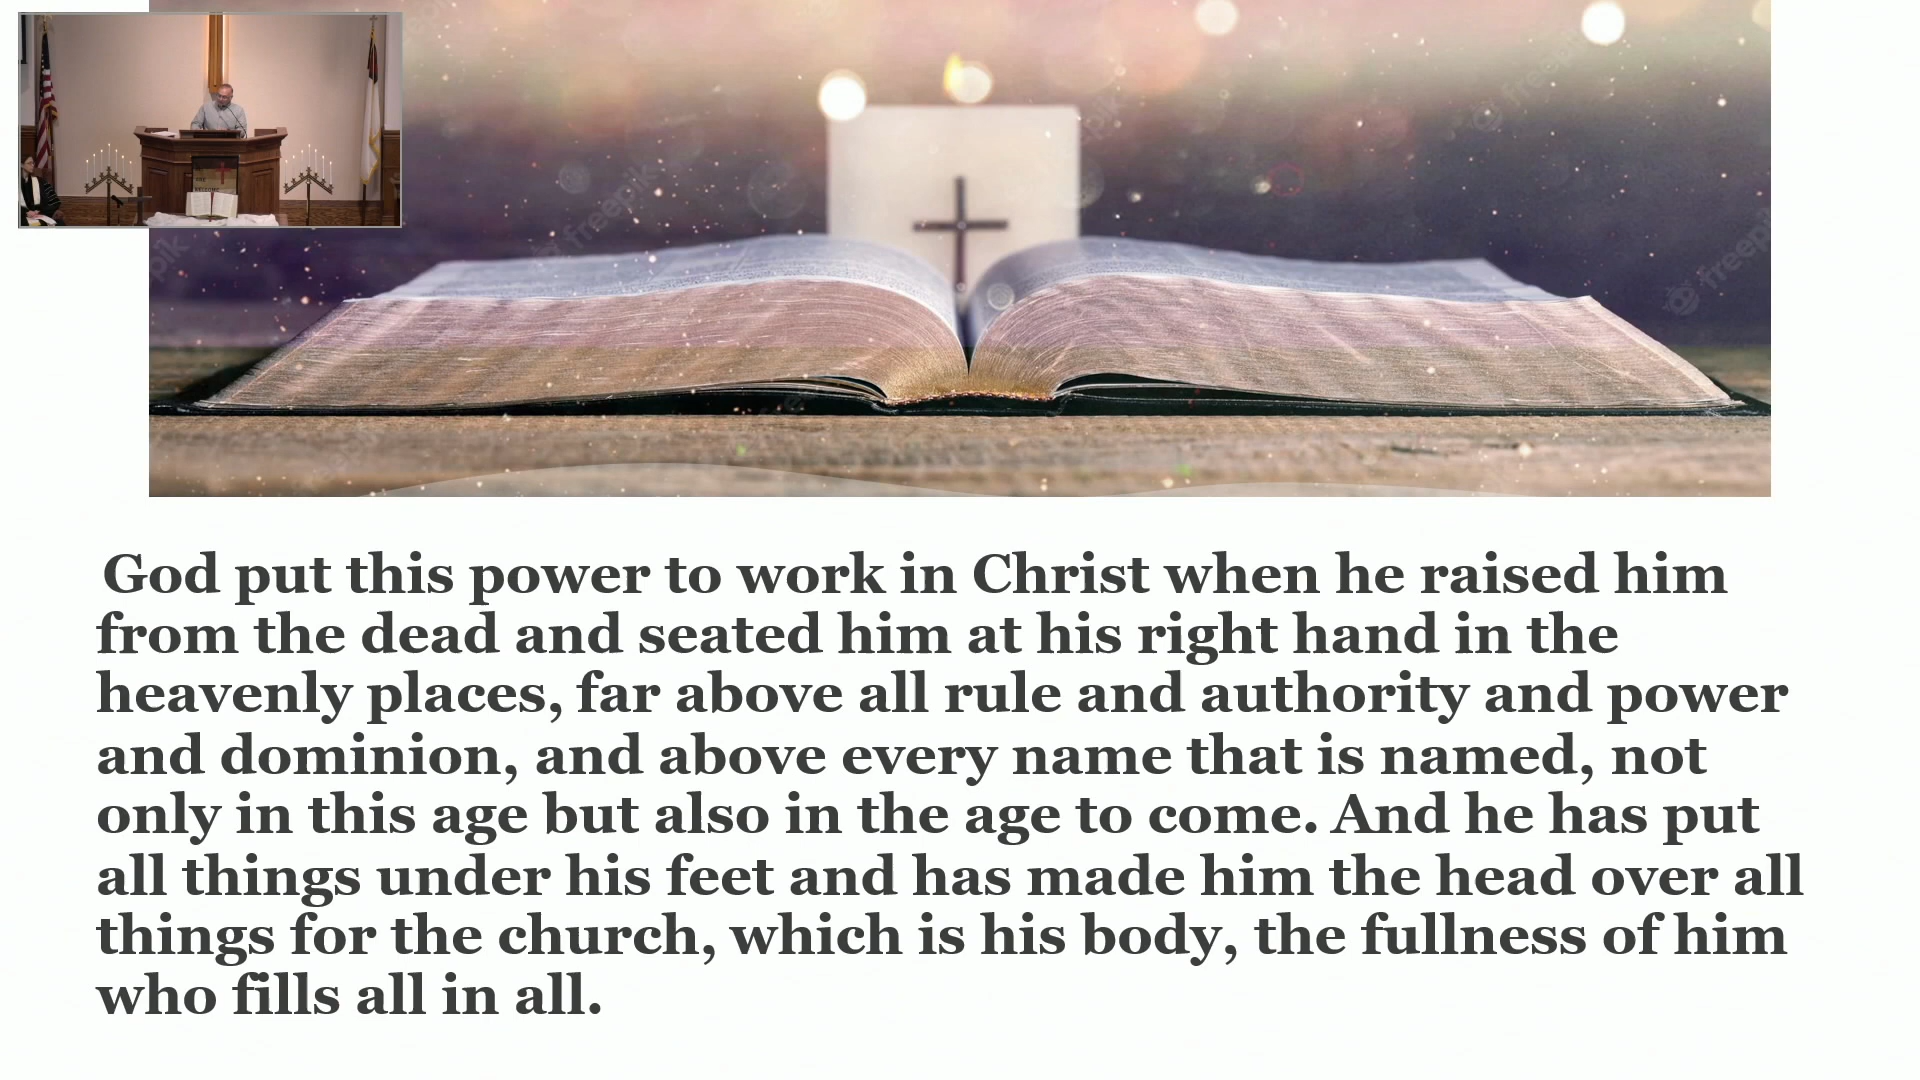 freepik
freepik
freepik
God put this power to work in Christ when he raised him
from the dead and seated him at his right hand in the
heavenly places, far above all rule and authority and power
and dominion, and above every name that is named, not
only in this age but also in the age to come. And he has put
all things under his feet and has made him the head over all
things for the church, which is his body, the fullness of him
who fills all in all.